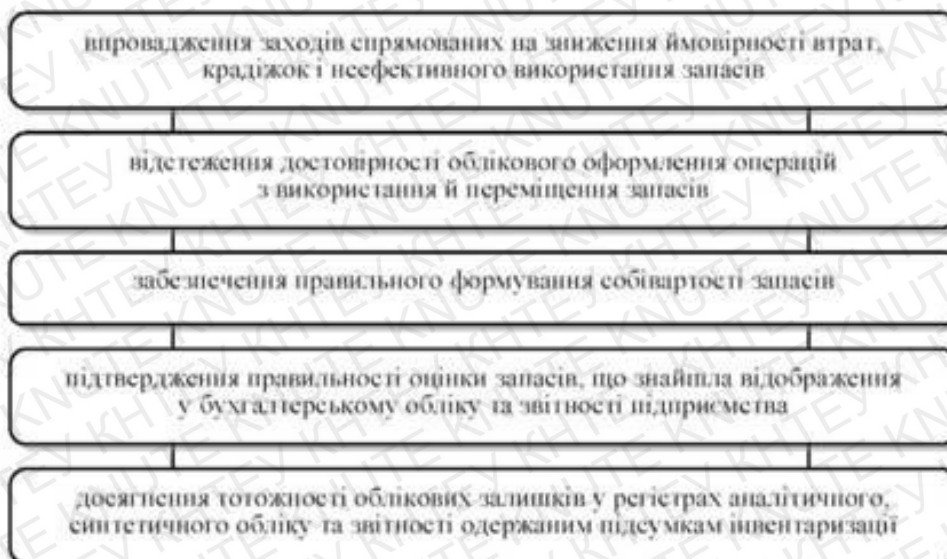 впровадження заходів спрямованих на зниження ймовірності втрат,
крадіжок і неефективного використання запасів
відстеження достовірності облікового оформлення операцій
з використання й переміщення запасів
забезпечення правильного формування собівартості запасів
підтвердження правильності оцінки запасів, що знайшла відображення
у бухгалтерському обліку та звітності підприємства
досягнення тотожності облікових залишків у регістрах аналітичного,
синтетичного обліку та звітності одержаним підсумкам інвентаризації